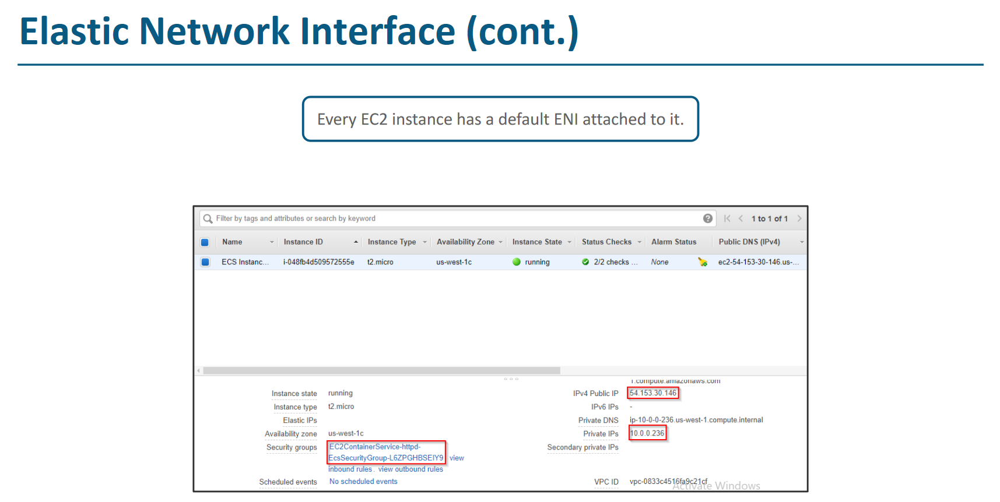 Elastic Network Interface (cont.)
Every EC2 instance has a default ENI attached to it.
Filter by tags and attributes or search by keyword
1 to 1 of 1
Name Instance ID Instance Type Availability Zone Instance State Status Checks Alarm Status Public DNS (IPv4)
ECS Instanc... i-048fb4d509572555e t2.micro us-west-1c running 2/2 checks ... None ec2-54-153-30-146.us-...
1.compute.amazonaws.com
Instance state running IPv4 Public IP 54.153.30.146
Instance type t2.micro IPv6 IPs -
Elastic IPs Private DNS ip-10-0-0-236.us-west-1.compute.internal
Availability zone us-west-1c Private IPs 10.0.0.236
Security groups EC2ContainerService-httpd- Secondary private IPs
EcsSecurityGroup-L6ZPGHBSEIY9 view
inbound rules. view outbound rules
Scheduled events No scheduled events VPC ID vpc-0833c4516fa9c21cf
Activate Windows